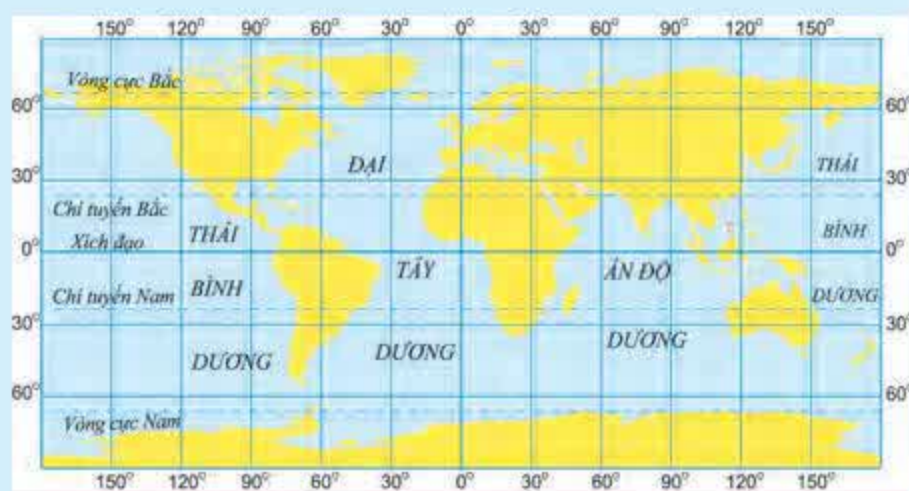 150° 120° 90° 60° 30° 0° 30° 60° 90° 120° 150°
Vòng cực Bắc
60° 60°
ĐẠI THÁI
30° 30°
Chí tuyến Bắc
THÁI BÌNH
Xích đạo
0° 0°
TÂY ẤN ĐỘ
Chí tuyến Nam BÌNH DƯƠNG
30° 30°
DƯƠNG DƯƠNG DƯƠNG
60° 60°
Vòng cực Nam
150° 120° 90° 60° 30° 0° 30° 60° 90° 120° 150°